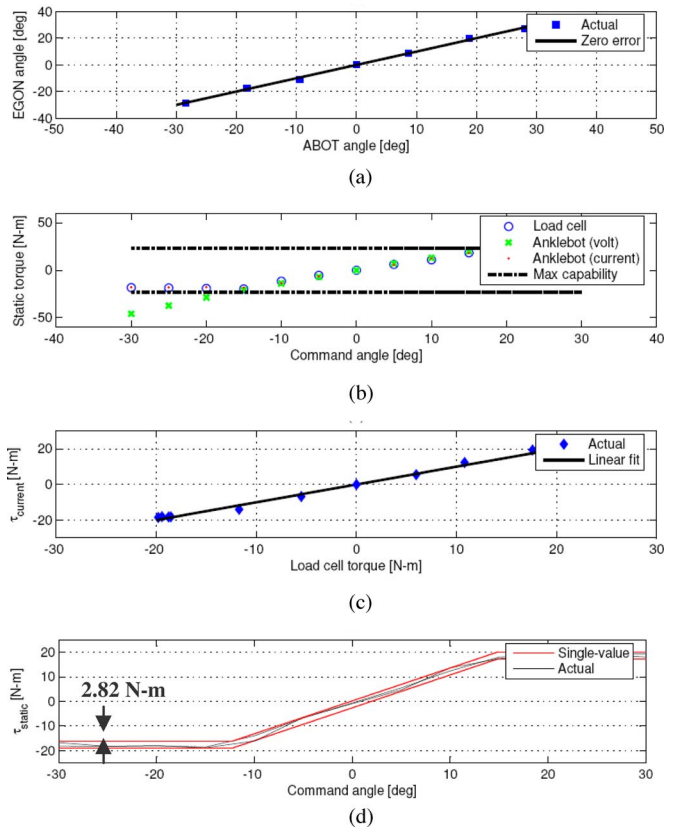 EGON angle [deg]
40
20
0
-20
-40
Actual
Zero error
-50 -40 -30 -20 -10 0 10 20 30 40 50
ABOT angle [deg]
(a)
Static torque [N-m]
50
0
-50
Load cell
Anklebot (volt)
Anklebot (current)
Max capability
-40 -30 -20 -10 0 10 20 30 40
Command angle [deg]
(b)
τcurrent [N-m]
20
0
-20
Actual
Linear fit
-30 -20 -10 0 10 20 30
Load cell torque [N-m]
(c)
τstatic [N-m]
20
10
0
-10
-20
2.82 N-m
Single-value
Actual
-30 -20 -10 0 10 20 30
Command angle [deg]
(d)